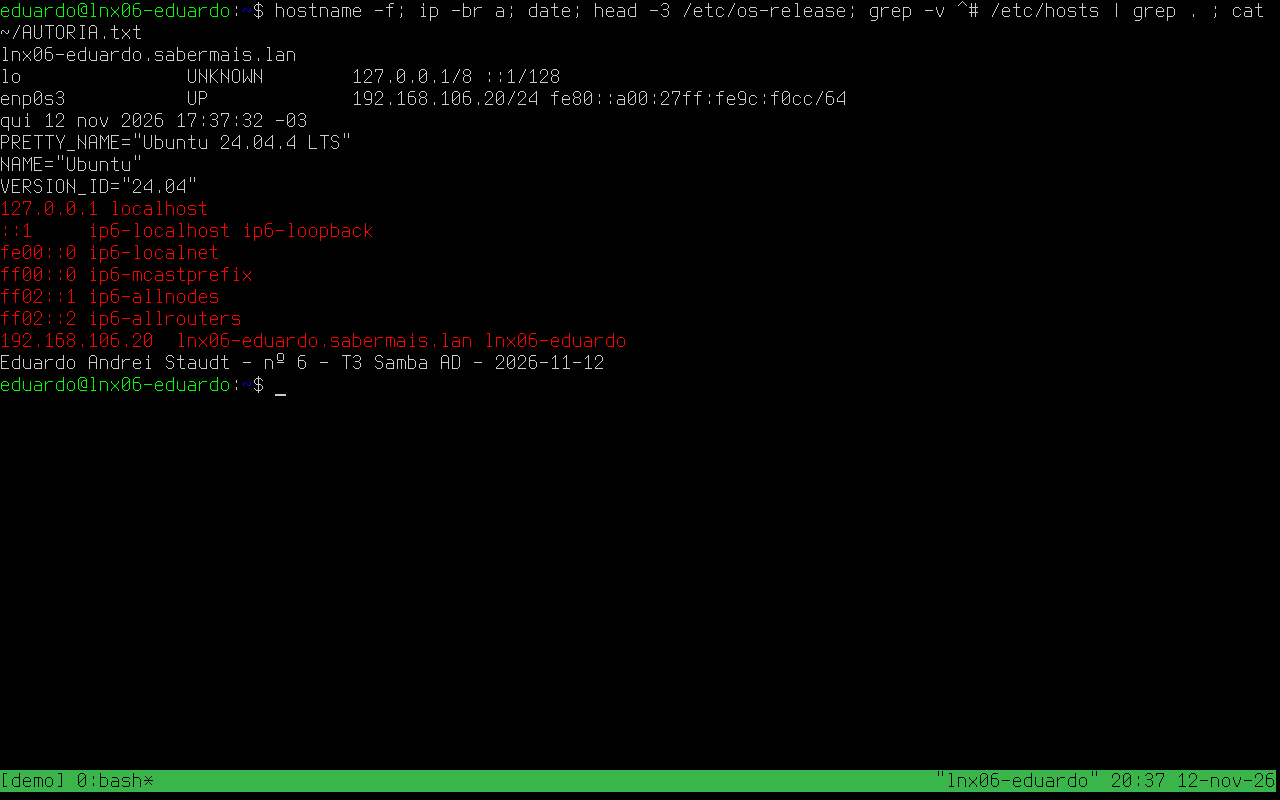 eduardo@lnx06-eduardo:~$ hostname -f; ip -br a; date; head -3 /etc/os-release; grep -v ^# /etc/hosts | grep . ; cat
~/AUTORIA.txt
lnx06-eduardo.sabermais.lan
lo               UNKNOWN        127.0.0.1/8 ::1/128
enp0s3           UP             192.168.106.20/24 fe80::a00:27ff:fe9c:f0cc/64
qui 12 nov 2026 17:37:32 -03
PRETTY_NAME="Ubuntu 24.04.4 LTS"
NAME="Ubuntu"
VERSION_ID="24.04"
127.0.0.1 localhost
::1     ip6-localhost ip6-loopback
fe00::0 ip6-localnet
ff00::0 ip6-mcastprefix
ff02::1 ip6-allnodes
ff02::2 ip6-allrouters
192.168.106.20  lnx06-eduardo.sabermais.lan lnx06-eduardo
Eduardo Andrei Staudt - nº 6 - T3 Samba AD - 2026-11-12
eduardo@lnx06-eduardo:~$ _
[demo] 0:bash* "lnx06-eduardo" 20:37 12-nov-26